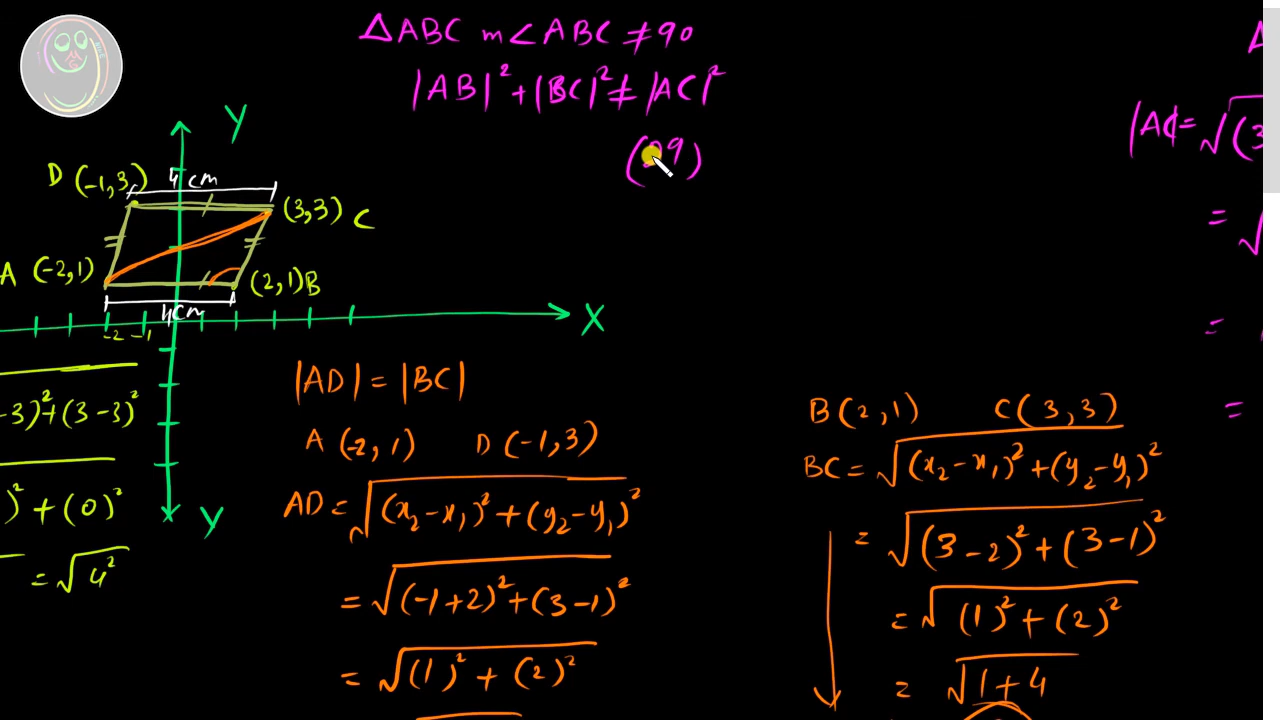 △ABC m∠ABC ≠ 90
|AB|² + |BC|² ≠ |AC|²
(29)
|AC| = √(3
= √
=
=
Y
D (-1, 3)
4 cm
(3, 3) C
A (-2, 1)
(2, 1) B
4 cm
-2 -1
X
Y
-3)² + (3-3)²
)² + (0)²
= √4²
|AD| = |BC|
A (-2, 1) D (-1, 3)
AD = √(x₂-x₁)² + (y₂-y₁)²
= √(-1+2)² + (3-1)²
= √(1)² + (2)²
B (2, 1) C (3, 3)
BC = √(x₂-x₁)² + (y₂-y₁)²
= √(3-2)² + (3-1)²
= √(1)² + (2)²
= √1+4